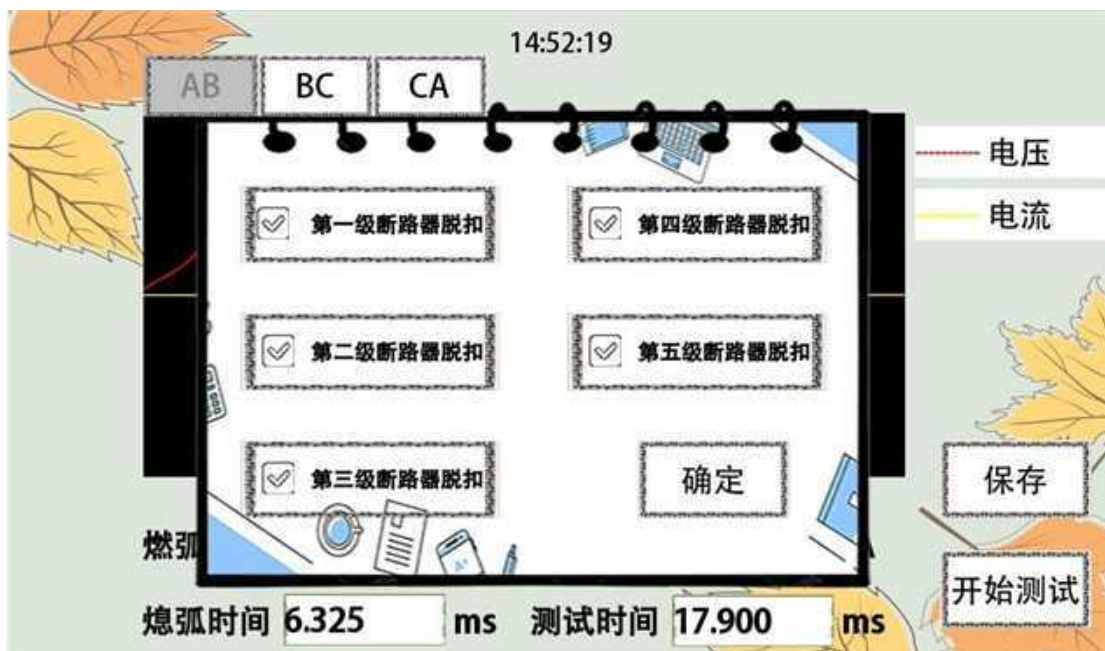 14:52:19
AB BC CA
电压
电流
第一级断路器脱扣 第四级断路器脱扣
第二级断路器脱扣 第五级断路器脱扣
第三级断路器脱扣 确定
保存
燃弧
开始测试
熄弧时间 6.325 ms 测试时间 17.900 ms